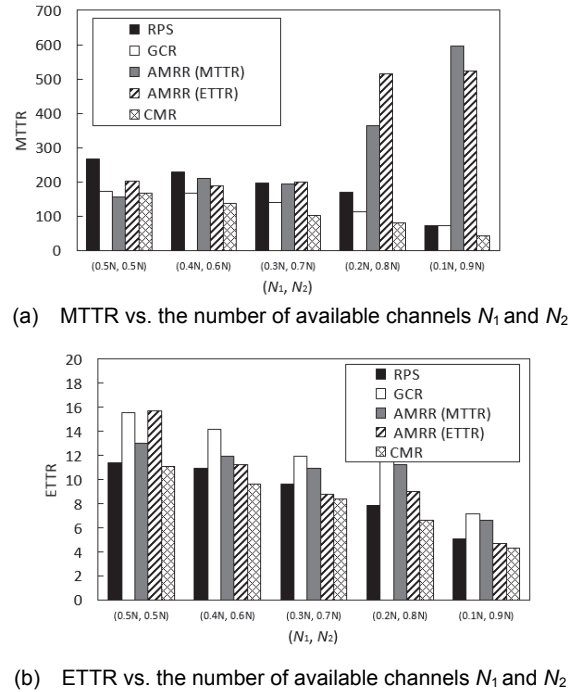 700
600
500
400
300
200
100
0
MTTR
RPS
GCR
AMRR (MTTR)
AMRR (ETTR)
CMR
(0.5N, 0.5N) (0.4N, 0.6N) (0.3N, 0.7N) (0.2N, 0.8N) (0.1N, 0.9N)
(N1, N2)
(a) MTTR vs. the number of available channels N1 and N2
20
18
16
14
12
10
8
6
4
2
0
ETTR
RPS
GCR
AMRR (MTTR)
AMRR (ETTR)
CMR
(0.5N, 0.5N) (0.4N, 0.6N) (0.3N, 0.7N) (0.2N, 0.8N) (0.1N, 0.9N)
(N1, N2)
(b) ETTR vs. the number of available channels N1 and N2